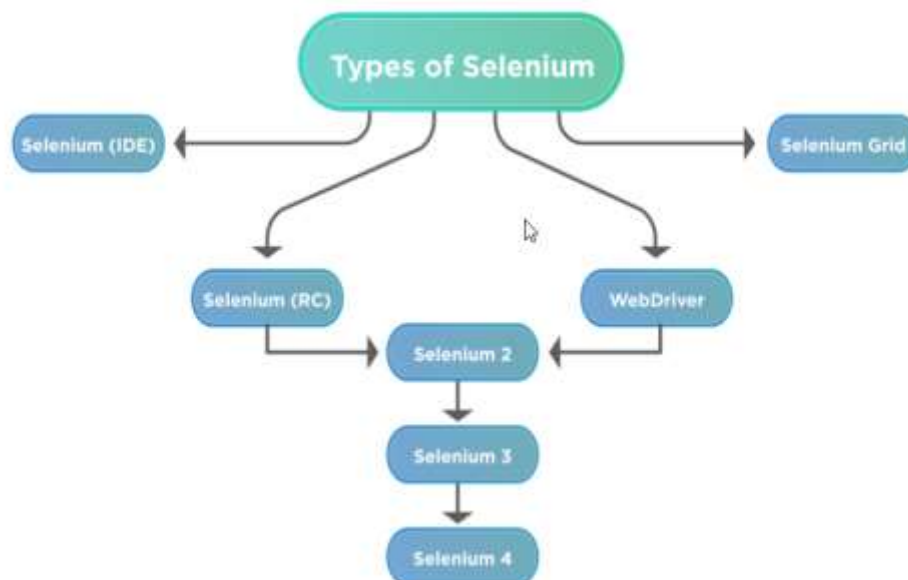 Types of Selenium
Selenium (IDE)
Selenium Grid
Selenium (RC)
WebDriver
Selenium 2
Selenium 3
Selenium 4